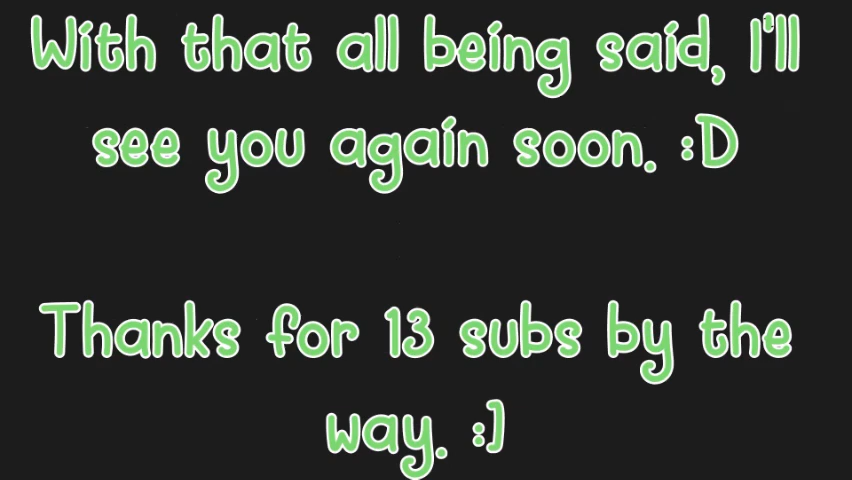 With that all being said, I'll
see you again soon. :D
Thanks for 13 subs by the
way. :]